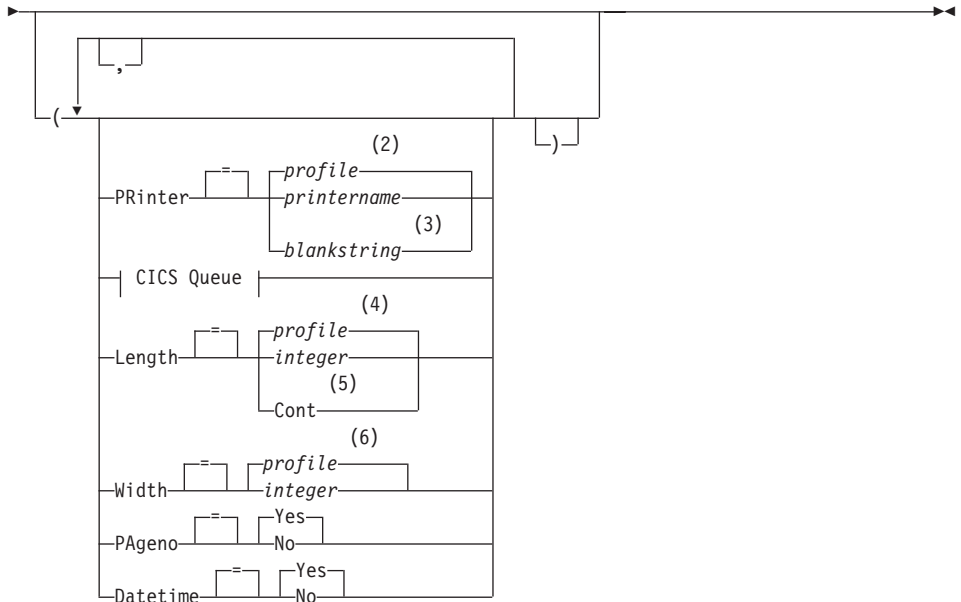 ,
(
)
(2)
= profile
PRinter printername
(3)
blankstring
CICS Queue
(4)
= profile
Length integer
(5)
Cont
(6)
= profile
Width integer
= Yes
PAgeno No
= Yes
Datetime No